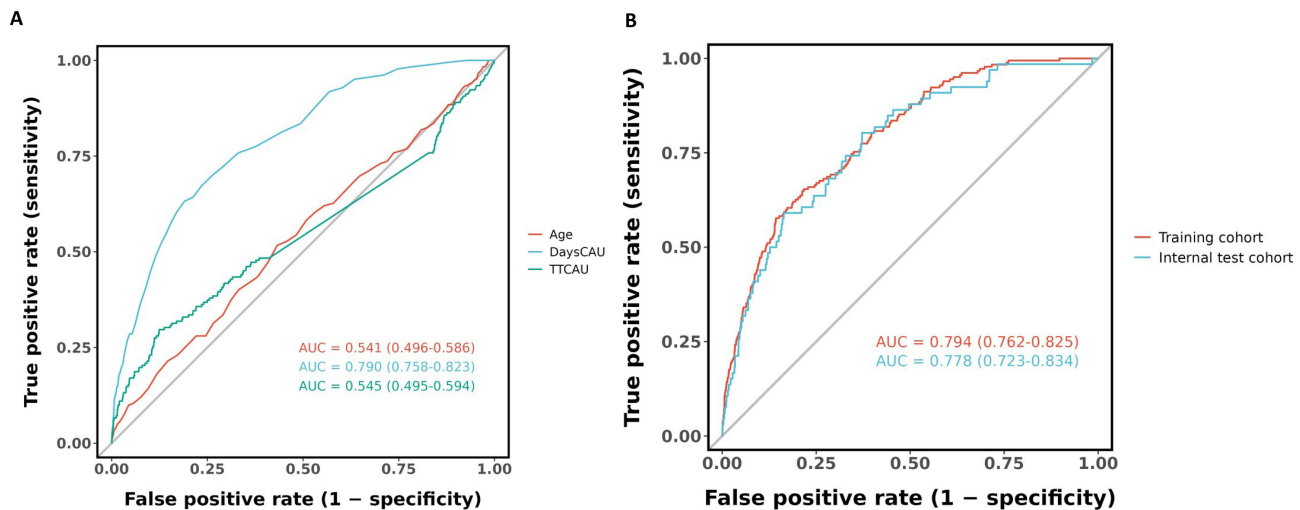 A
True positive rate (sensitivity)
1.00
0.75
0.50
0.25
0.00
AUC = 0.541 (0.496-0.586)
AUC = 0.790 (0.758-0.823)
AUC = 0.545 (0.495-0.594)
0.00 0.25 0.50 0.75 1.00
False positive rate (1 − specificity)
Age
DaysCAU
TTCAU
B
True positive rate (sensitivity)
1.00
0.75
0.50
0.25
0.00
AUC = 0.794 (0.762-0.825)
AUC = 0.778 (0.723-0.834)
0.00 0.25 0.50 0.75 1.00
False positive rate (1 − specificity)
Training cohort
Internal test cohort